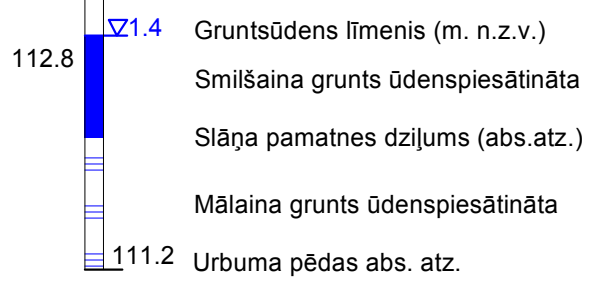 1.4 Gruntsūdens līmenis (m. n.z.v.)
112.8
Smilšaina grunts ūdenspiesātināta
Slāņa pamatnes dziļums (abs.atz.)
Mālaina grunts ūdenspiesātināta
111.2 Urbuma pēdas abs. atz.